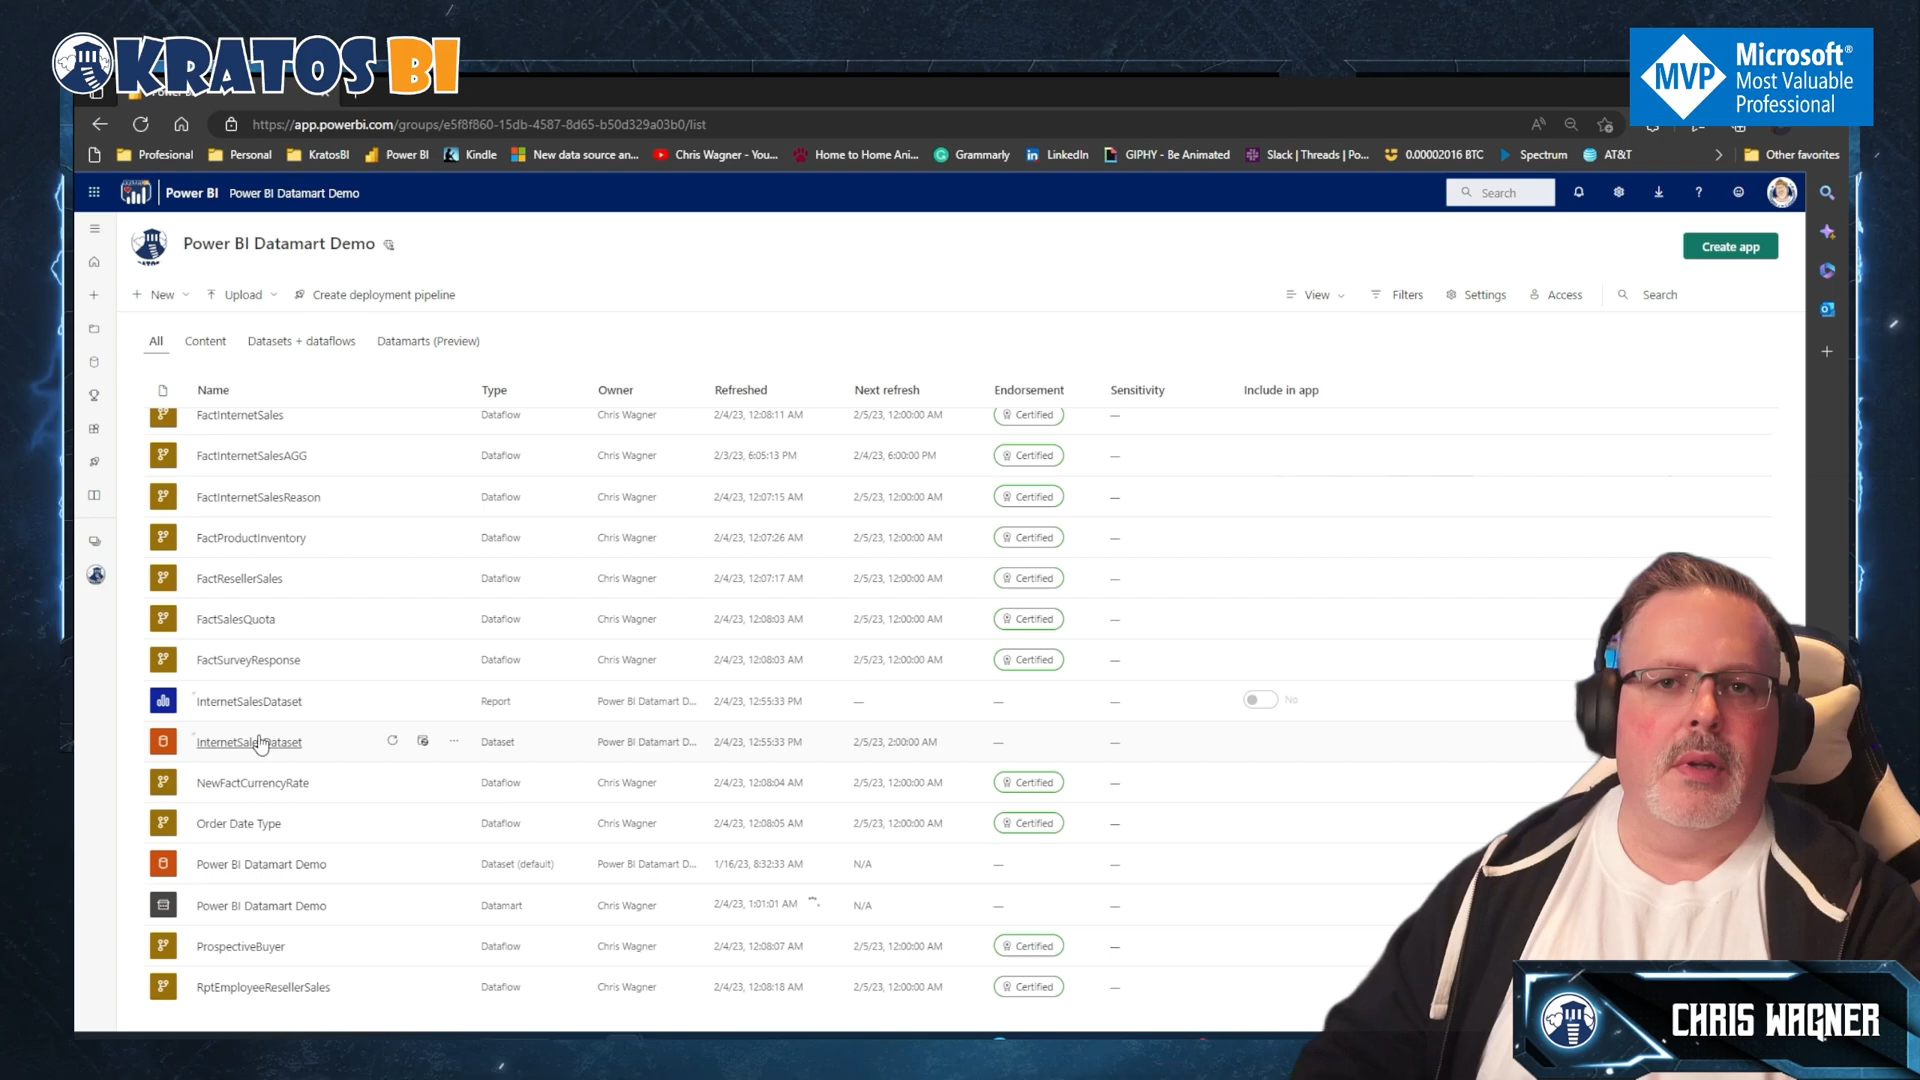 KRATOS BI
MVP
Microsoft®
Most Valuable
Professional
https://app.powerbi.com/groups/e5f8f860-15db-4587-8d65-b50d329a03b0/list
Profesional Personal KratosBI Power BI Kindle New data source an... Chris Wagner - You... Home to Home Ani... Grammarly LinkedIn GIPHY - Be Animated Slack | Threads | Po... 0.00002016 BTC Spectrum AT&T Other favorites
Power BI Power BI Datamart Demo Search
Power BI Datamart Demo
Create app
New Upload Create deployment pipeline View Filters Settings Access Search
All Content Datasets + dataflows Datamarts (Preview)
Name Type Owner Refreshed Next refresh Endorsement Sensitivity Include in app
FactInternetSales Dataflow Chris Wagner 2/4/23, 12:08:11 AM 2/5/23, 12:00:00 AM Certified —
FactInternetSalesAGG Dataflow Chris Wagner 2/3/23, 6:05:13 PM 2/4/23, 6:00:00 PM Certified —
FactInternetSalesReason Dataflow Chris Wagner 2/4/23, 12:07:15 AM 2/5/23, 12:00:00 AM Certified —
FactProductInventory Dataflow Chris Wagner 2/4/23, 12:07:26 AM 2/5/23, 12:00:00 AM Certified —
FactResellerSales Dataflow Chris Wagner 2/4/23, 12:07:17 AM 2/5/23, 12:00:00 AM Certified —
FactSalesQuota Dataflow Chris Wagner 2/4/23, 12:08:03 AM 2/5/23, 12:00:00 AM Certified —
FactSurveyResponse Dataflow Chris Wagner 2/4/23, 12:08:03 AM 2/5/23, 12:00:00 AM Certified —
InternetSalesDataset Report Power BI Datamart D... 2/4/23, 12:55:33 PM — — — No
InternetSalesDataset Dataset Power BI Datamart D... 2/4/23, 12:55:33 PM 2/5/23, 2:00:00 AM — —
NewFactCurrencyRate Dataflow Chris Wagner 2/4/23, 12:08:04 AM 2/5/23, 12:00:00 AM Certified —
Order Date Type Dataflow Chris Wagner 2/4/23, 12:08:05 AM 2/5/23, 12:00:00 AM Certified —
Power BI Datamart Demo Dataset (default) Power BI Datamart D... 1/16/23, 8:32:33 AM N/A — —
Power BI Datamart Demo Datamart Chris Wagner 2/4/23, 1:01:01 AM N/A — —
ProspectiveBuyer Dataflow Chris Wagner 2/4/23, 12:08:07 AM 2/5/23, 12:00:00 AM Certified —
RptEmployeeResellerSales Dataflow Chris Wagner 2/4/23, 12:08:18 AM 2/5/23, 12:00:00 AM Certified —
CHRIS WAGNER